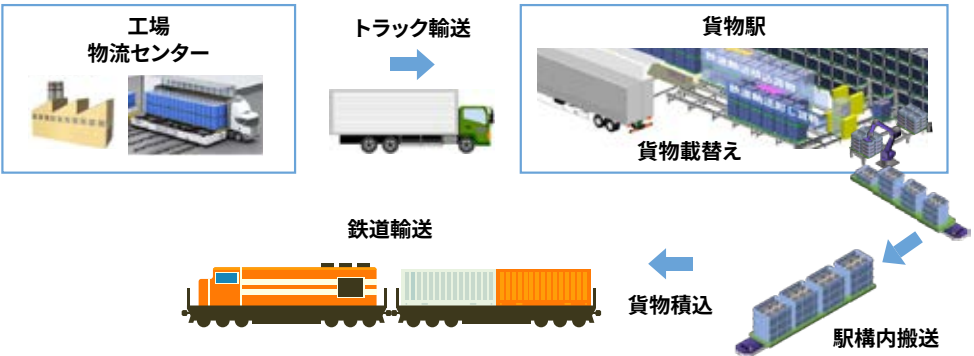 工場
物流センター
トラック輸送
貨物駅
貨物載替え
鉄道輸送
貨物積込
駅構内搬送